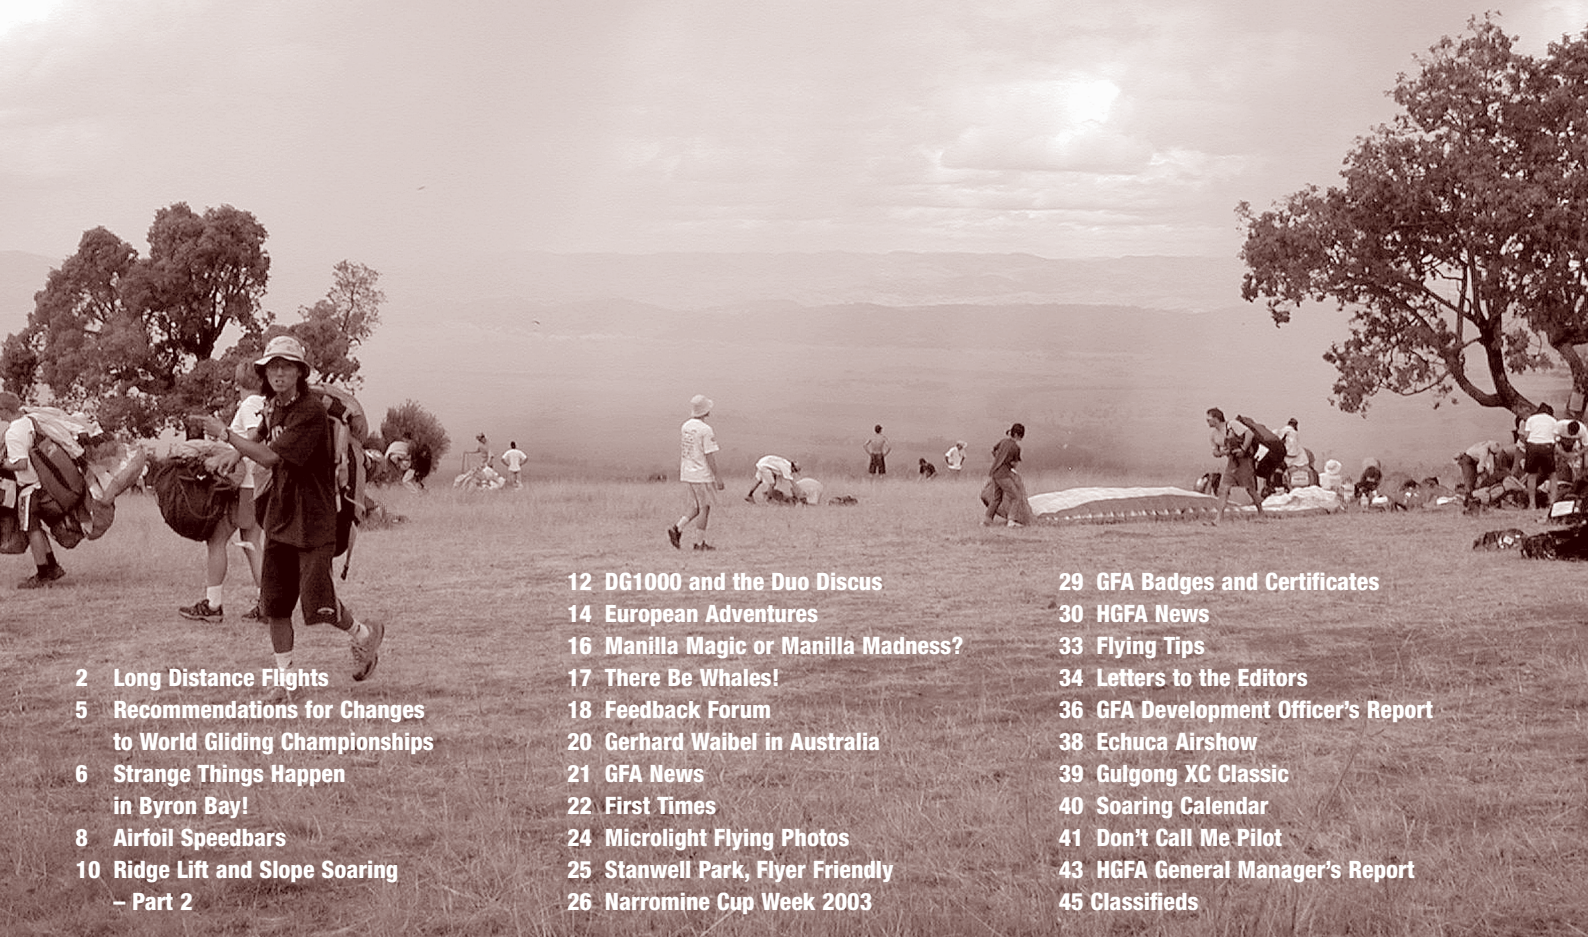 2 Long Distance Flights
5 Recommendations for Changes
to World Gliding Championships
6 Strange Things Happen
in Byron Bay!
8 Airfoil Speedbars
10 Ridge Lift and Slope Soaring
– Part 2
12 DG1000 and the Duo Discus
14 European Adventures
16 Manilla Magic or Manilla Madness?
17 There Be Whales!
18 Feedback Forum
20 Gerhard Waibel in Australia
21 GFA News
22 First Times
24 Microlight Flying Photos
25 Stanwell Park, Flyer Friendly
26 Narromine Cup Week 2003
29 GFA Badges and Certificates
30 HGFA News
33 Flying Tips
34 Letters to the Editors
36 GFA Development Officer’s Report
38 Echuca Airshow
39 Gulgong XC Classic
40 Soaring Calendar
41 Don’t Call Me Pilot
43 HGFA General Manager’s Report
45 Classifieds